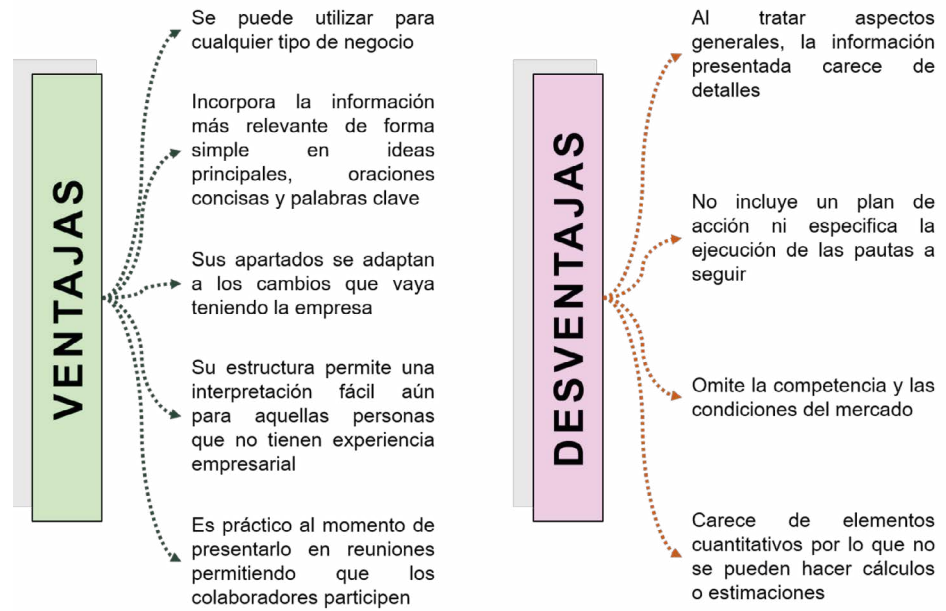 VENTAJAS
Se puede utilizar para
cualquier tipo de negocio
Incorpora la información
más relevante de forma
simple en ideas
principales, oraciones
concisas y palabras clave
Sus apartados se adaptan
a los cambios que vaya
teniendo la empresa
Su estructura permite una
interpretación fácil aún
para aquellas personas
que no tienen experiencia
empresarial
Es práctico al momento de
presentarlo en reuniones
permitiendo que los
colaboradores participen
DESVENTAJAS
Al tratar aspectos
generales, la información
presentada carece de
detalles
No incluye un plan de
acción ni especifica la
ejecución de las pautas a
seguir
Omite la competencia y las
condiciones del mercado
Carece de elementos
cuantitativos por lo que no
se pueden hacer cálculos
o estimaciones